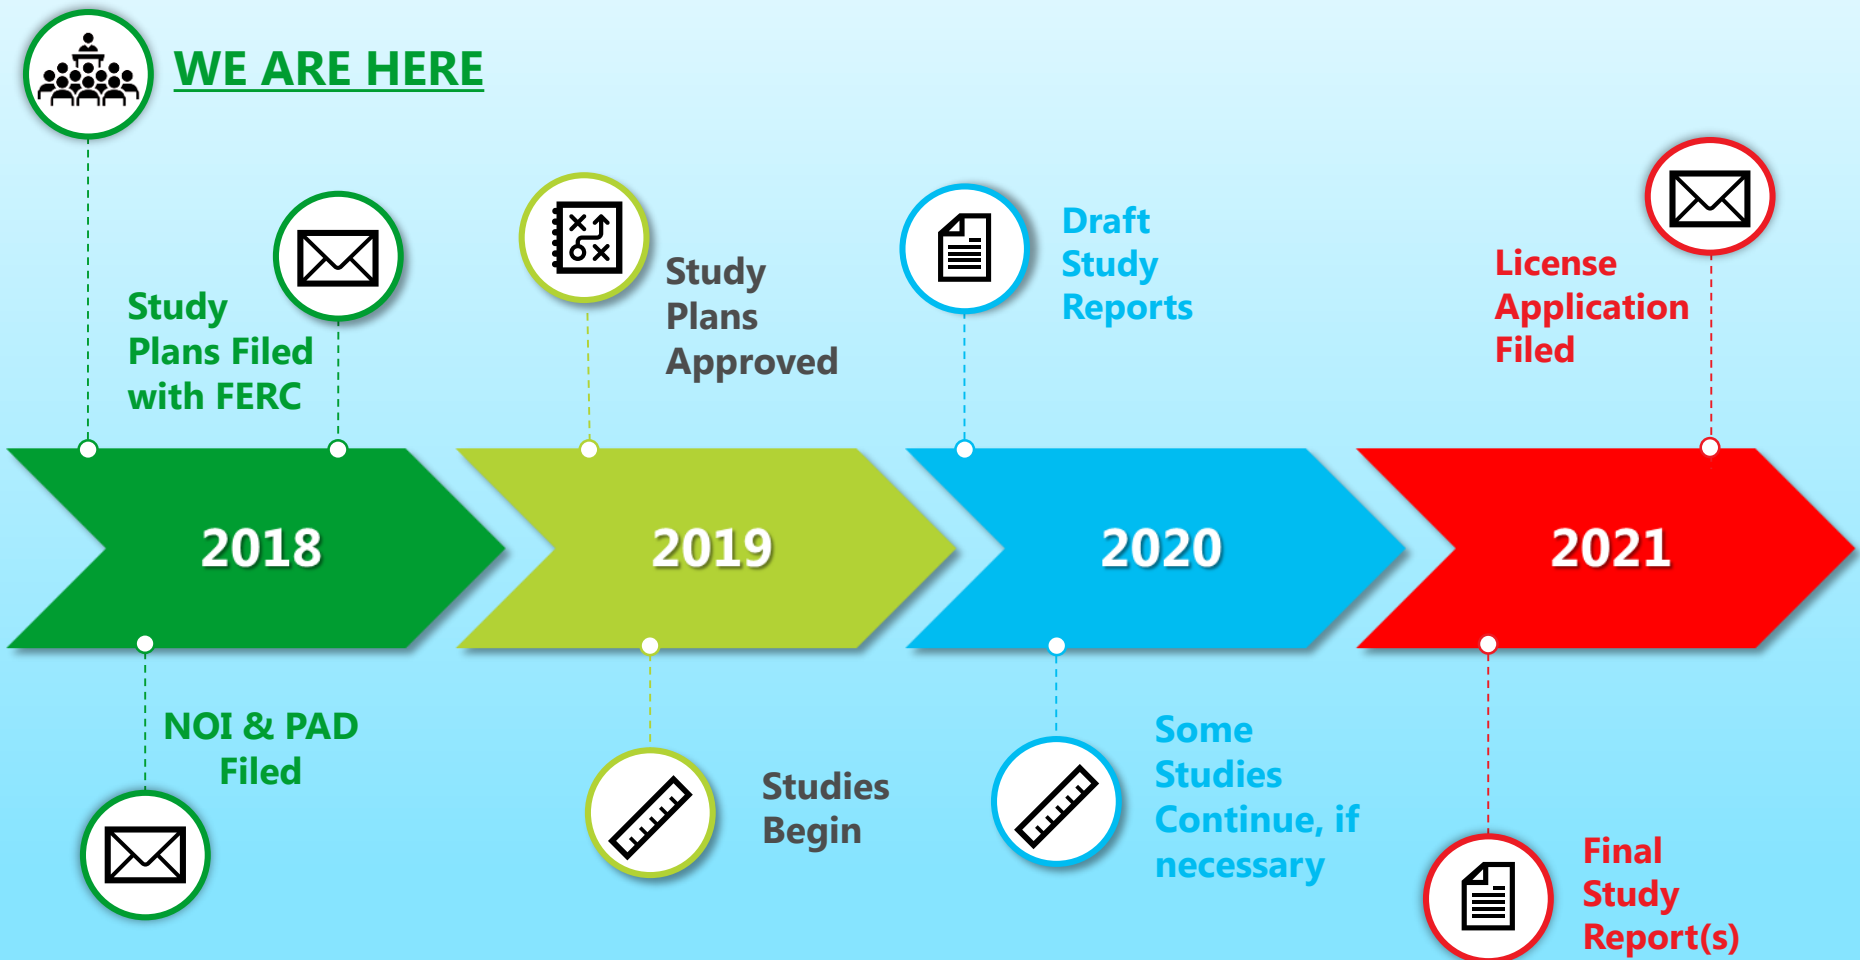 WE ARE HERE
Study
Plans Filed
with FERC
Study
Plans
Approved
Draft
Study
Reports
License
Application
Filed
2018
2019
2020
2021
NOI & PAD
Filed
Studies
Begin
Some
Studies
Continue, if
necessary
Final
Study
Report(s)